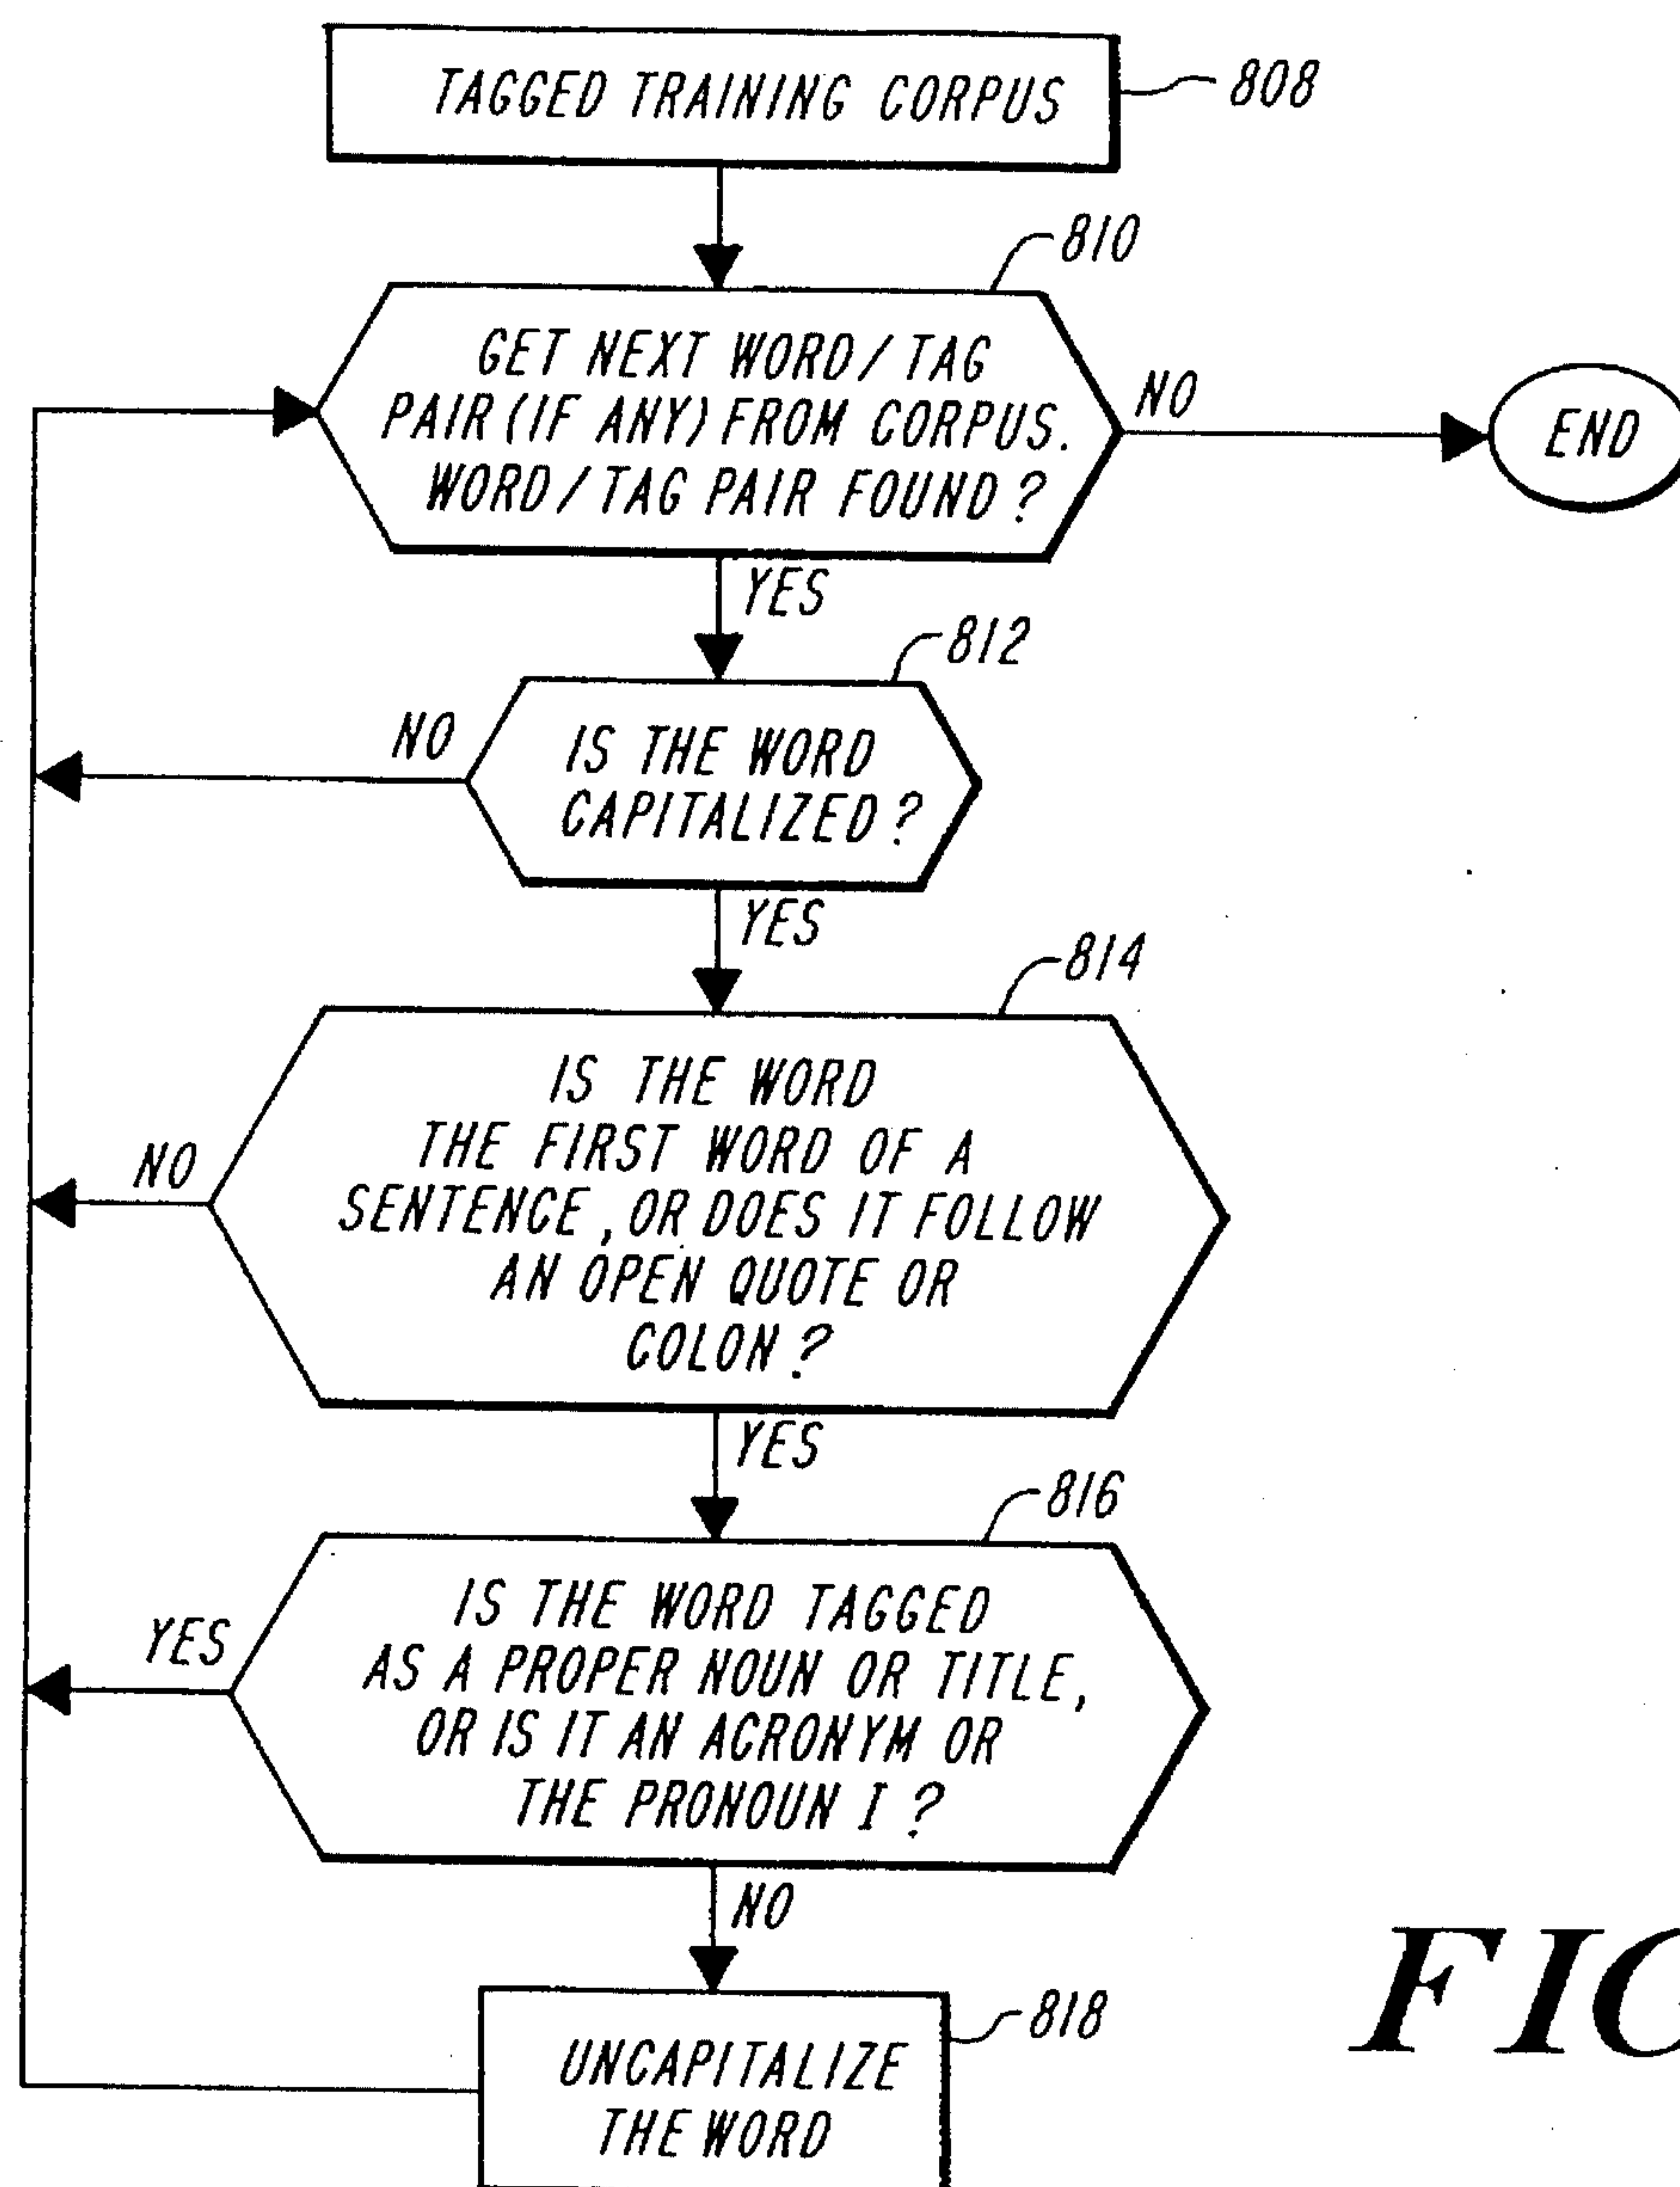 TAGGED TRAINING CORPUS
808
810
GET NEXT WORD/TAG
PAIR (IF ANY) FROM CORPUS.
WORD/TAG PAIR FOUND?
NO
END
YES
812
NO
IS THE WORD
CAPITALIZED?
YES
814
IS THE WORD
THE FIRST WORD OF A
NO
SENTENCE, OR DOES IT FOLLOW
AN OPEN QUOTE OR
COLON?
YES
816
IS THE WORD TAGGED
YES
AS A PROPER NOUN OR TITLE,
OR IS IT AN ACRONYM OR
THE PRONOUN I?
NO
818
UNCAPITALIZE
THE WORD